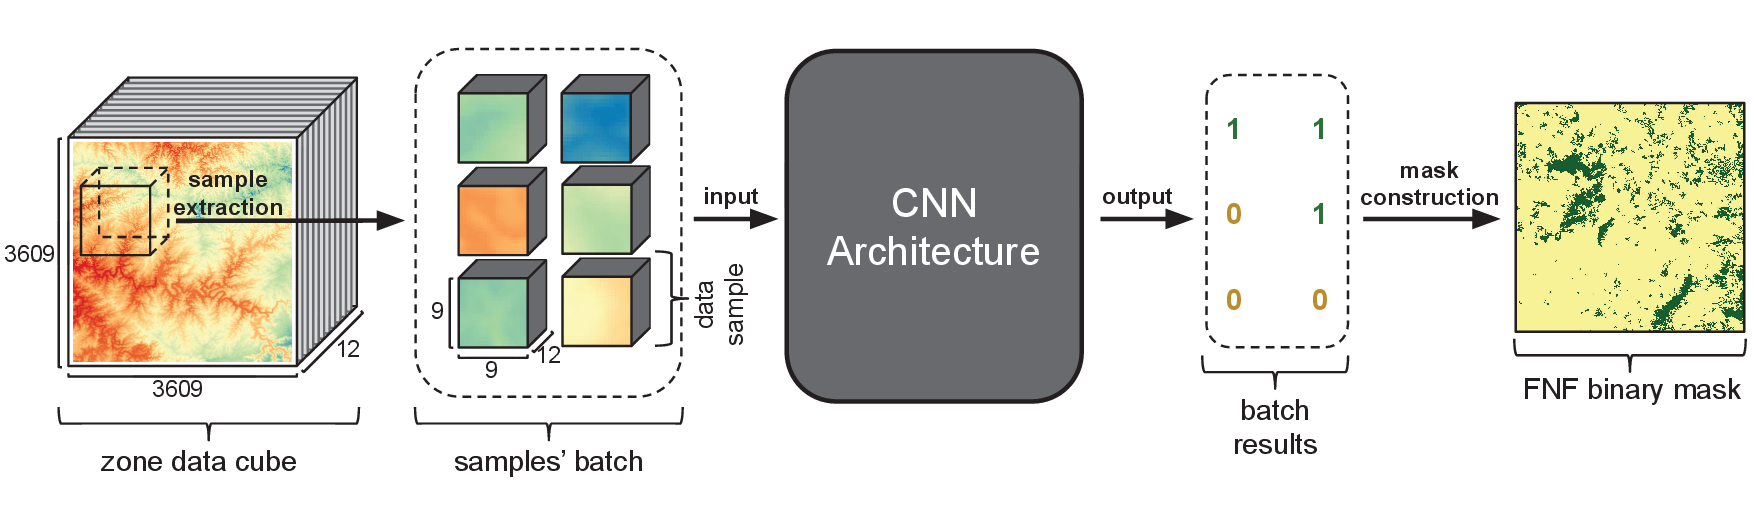 sample
extraction
3609
3609
12
zone data cube
9
9
12
data
sample
samples’ batch
input
CNN
Architecture
output
1 1
0 1
0 0
batch
results
mask
construction
FNF binary mask